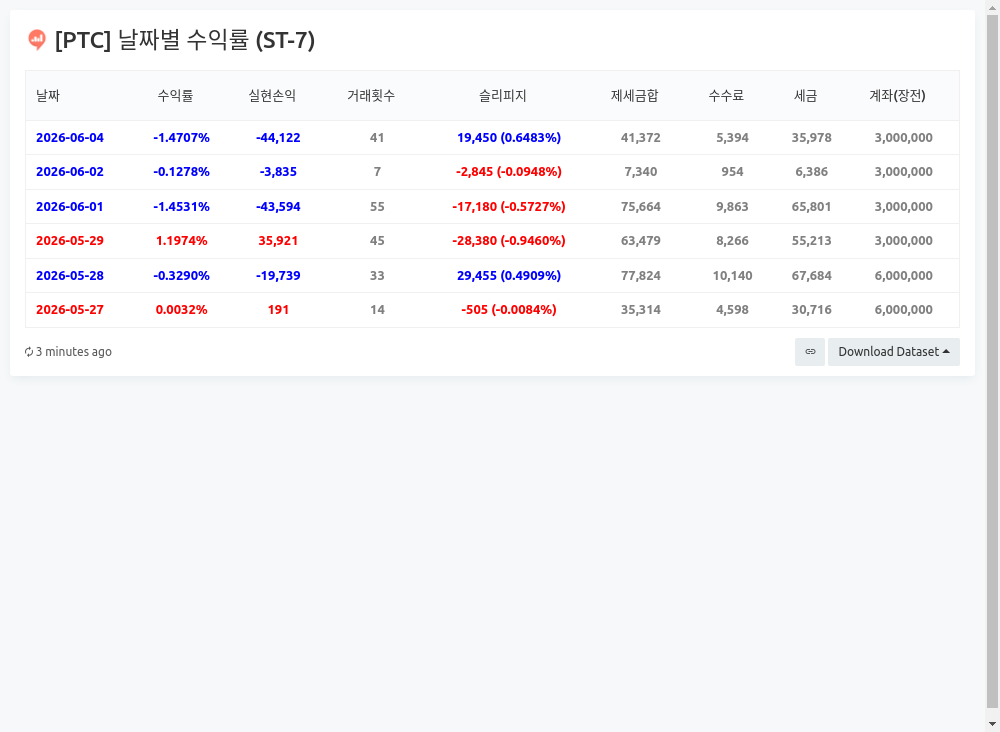 [PTC] 날짜별 수익률 (ST-7)
날짜 수익률 실현손익 거래횟수 슬리피지 제세금합 수수료 세금 계좌(장전)
2026-06-04 -1.4707% -44,122 41 19,450 (0.6483%) 41,372 5,394 35,978 3,000,000
2026-06-02 -0.1278% -3,835 7 -2,845 (-0.0948%) 7,340 954 6,386 3,000,000
2026-06-01 -1.4531% -43,594 55 -17,180 (-0.5727%) 75,664 9,863 65,801 3,000,000
2026-05-29 1.1974% 35,921 45 -28,380 (-0.9460%) 63,479 8,266 55,213 3,000,000
2026-05-28 -0.3290% -19,739 33 29,455 (0.4909%) 77,824 10,140 67,684 6,000,000
2026-05-27 0.0032% 191 14 -505 (-0.0084%) 35,314 4,598 30,716 6,000,000
3 minutes ago Download Dataset